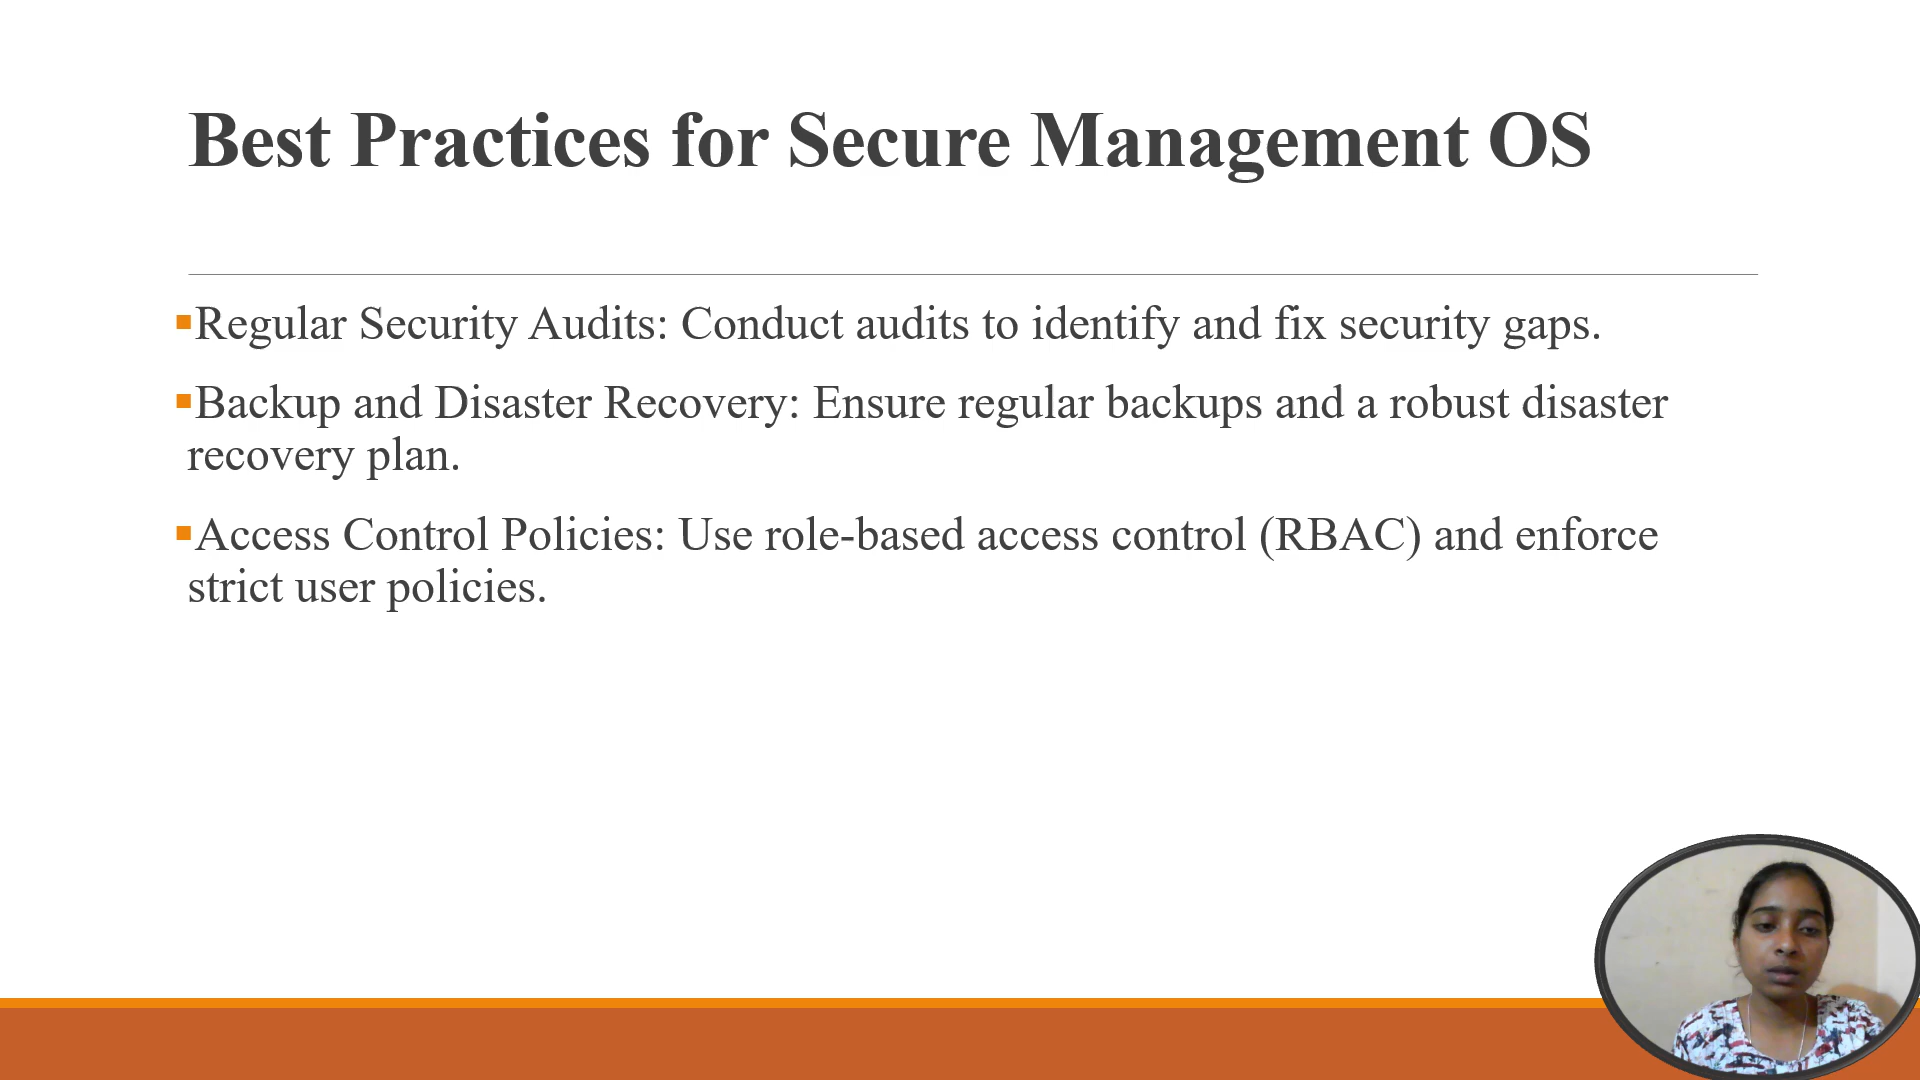 Best Practices for Secure Management OS
Regular Security Audits: Conduct audits to identify and fix security gaps.
Backup and Disaster Recovery: Ensure regular backups and a robust disaster
recovery plan.
Access Control Policies: Use role-based access control (RBAC) and enforce
strict user policies.